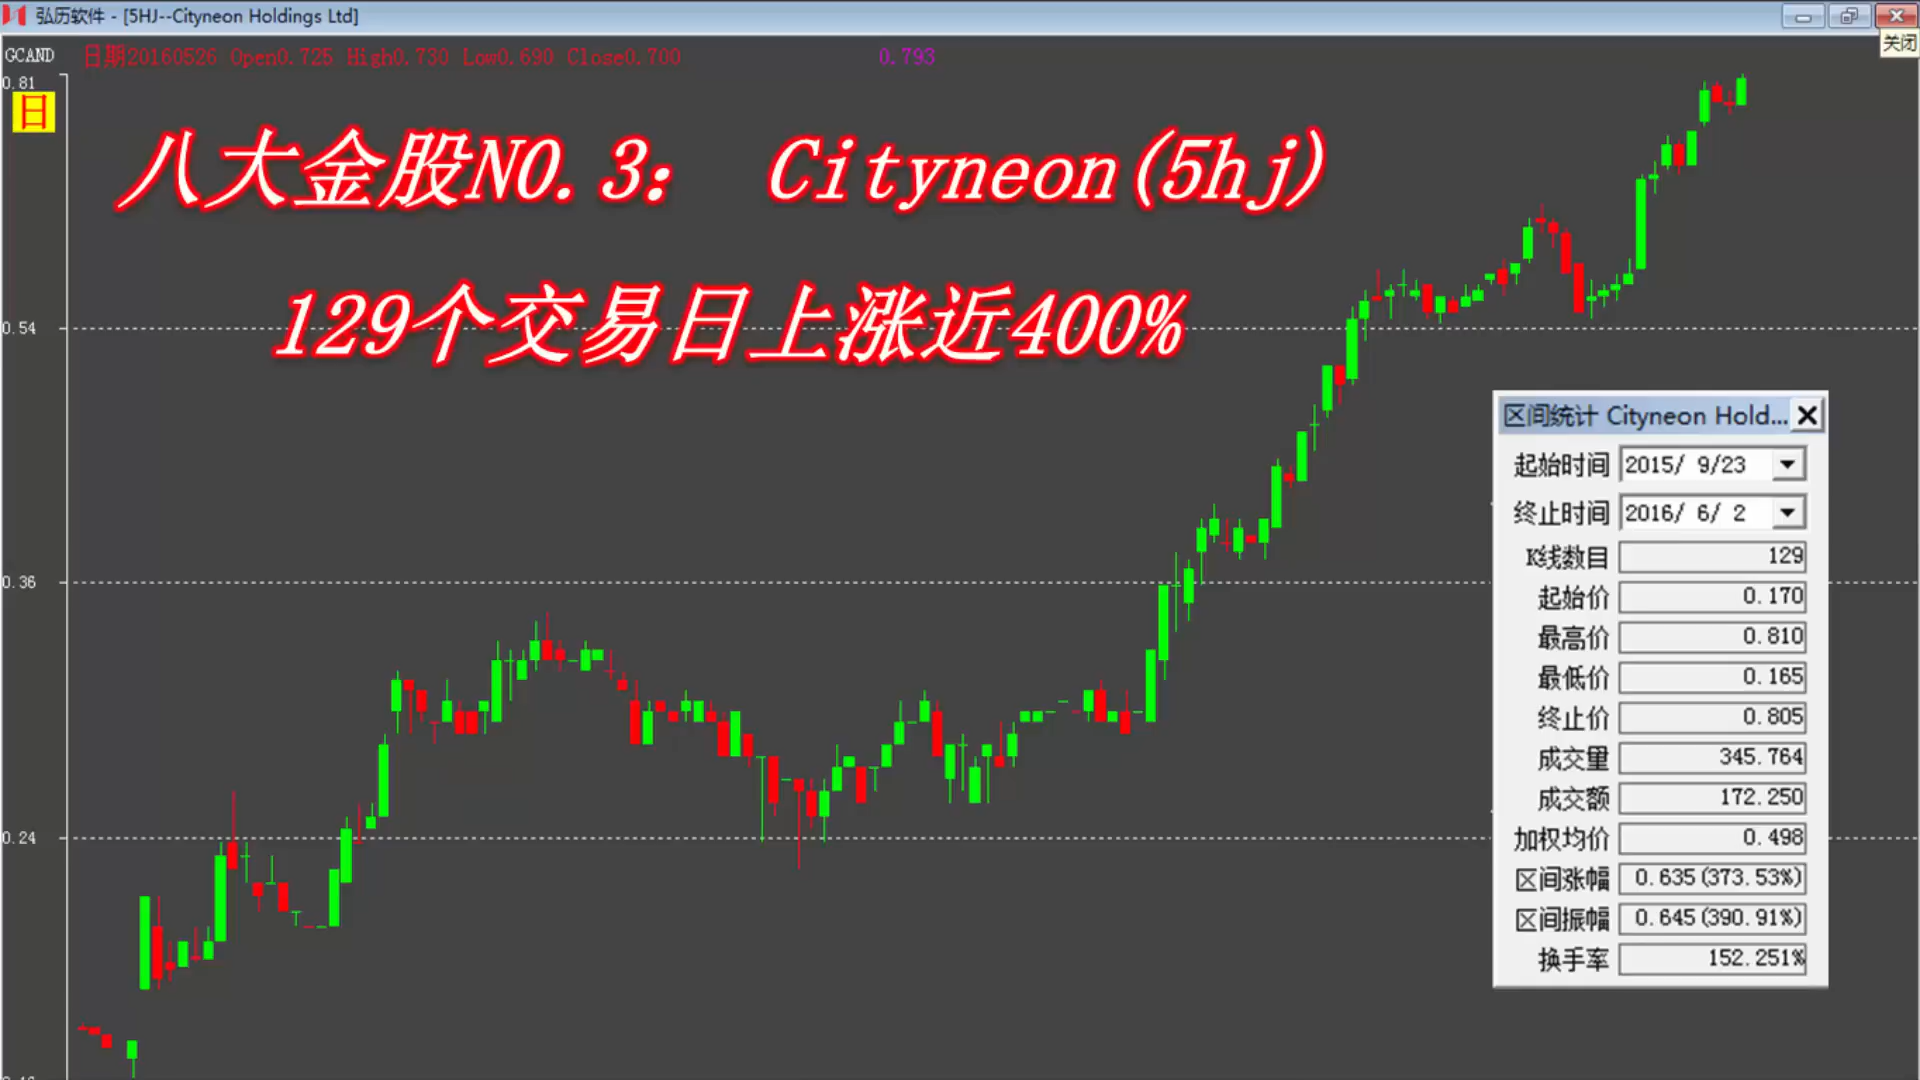 弘历软件 - [5HJ--Cityneon Holdings Ltd]
关闭
GCAND 日期20160526 Open0.725 High0.730 Low0.690 Close0.700 0.793
0.81
日
八大金股NO.3: Cityneon(5hj)
129个交易日上涨近400%
0.54
0.36
0.24
区间统计 Cityneon Hold...
起始时间 2015/ 9/23
终止时间 2016/ 6/ 2
K线数目 129
起始价 0.170
最高价 0.810
最低价 0.165
终止价 0.805
成交量 345.764
成交额 172.250
加权均价 0.498
区间涨幅 0.635(373.53%)
区间振幅 0.645(390.91%)
换手率 152.251%